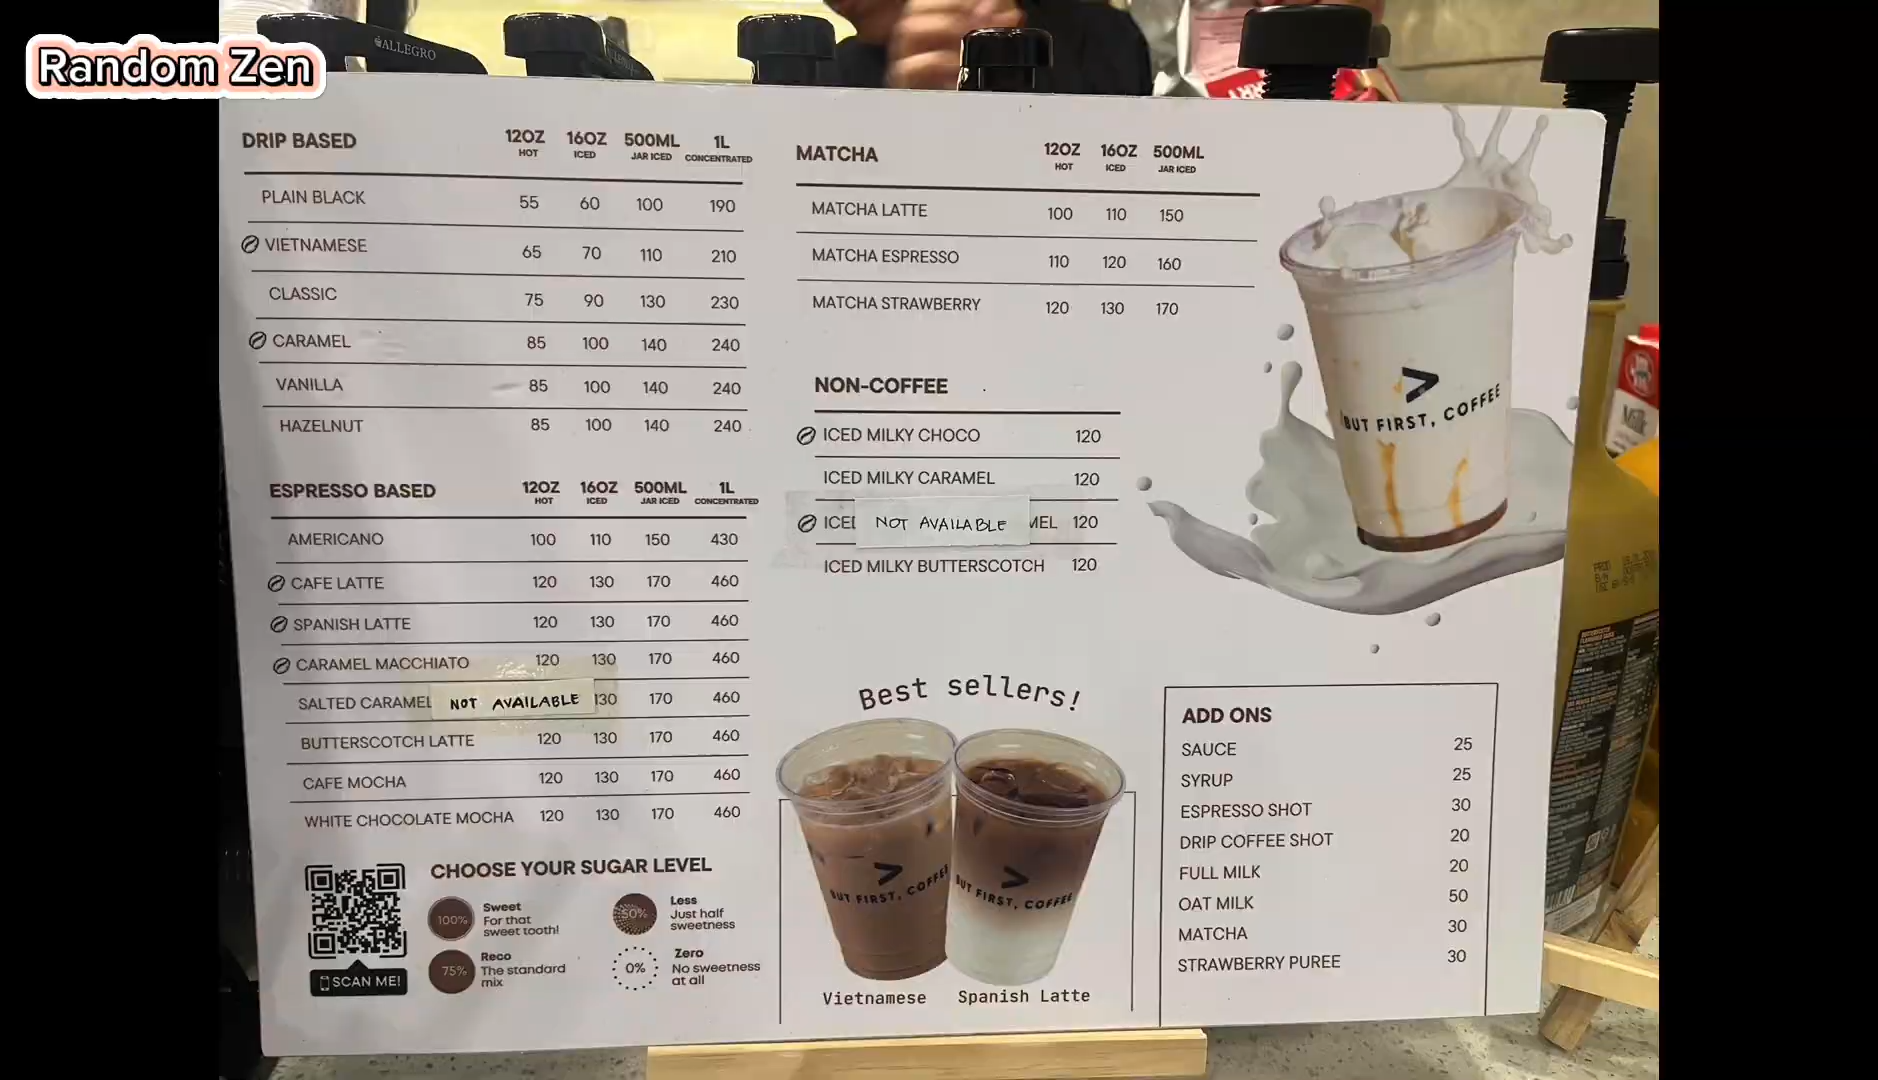 Random Zen
ALLEGRO
DRIP BASED 12OZ HOT 16OZ ICED 500ML JAR ICED 1L CONCENTRATED
PLAIN BLACK 55 60 100 190
VIETNAMESE 65 70 110 210
CLASSIC 75 90 130 230
CARAMEL 85 100 140 240
VANILLA 85 100 140 240
HAZELNUT 85 100 140 240
ESPRESSO BASED 12OZ HOT 16OZ ICED 500ML JAR ICED 1L CONCENTRATED
AMERICANO 100 110 150 430
CAFE LATTE 120 130 170 460
SPANISH LATTE 120 130 170 460
CARAMEL MACCHIATO 120 130 170 460
SALTED CARAMEL NOT AVAILABLE 130 170 460
BUTTERSCOTCH LATTE 120 130 170 460
CAFE MOCHA 120 130 170 460
WHITE CHOCOLATE MOCHA 120 130 170 460
SCAN ME!
CHOOSE YOUR SUGAR LEVEL
100% Sweet
For that
sweet tooth!
50% Less
Just half
sweetness
75% Reco
The standard
mix
0% Zero
No sweetness
at all
MATCHA 12OZ HOT 16OZ ICED 500ML JAR ICED
MATCHA LATTE 100 110 150
MATCHA ESPRESSO 110 120 160
MATCHA STRAWBERRY 120 130 170
NON-COFFEE
ICED MILKY CHOCO 120
ICED MILKY CARAMEL 120
NOT AVAILABLE 120
ICED MILKY BUTTERSCOTCH 120
BUT FIRST, COFFEE
Best sellers!
BUT FIRST, COFFEE
BUT FIRST, COFFEE
Vietnamese
Spanish Latte
ADD ONS
SAUCE 25
SYRUP 25
ESPRESSO SHOT 30
DRIP COFFEE SHOT 20
FULL MILK 20
OAT MILK 50
MATCHA 30
STRAWBERRY PUREE 30
Milk